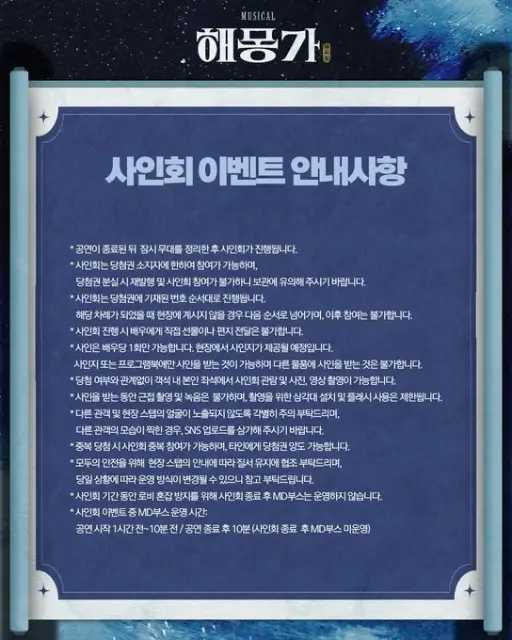 MUSICAL
해몽가
사인회 이벤트 안내사항
* 공연이 종료된 뒤 잠시 무대를 정리한 후 사인회가 진행됩니다.
* 사인회는 당첨권 소지자에 한하여 참여가 가능하며,
당첨권 분실 시 재발행 및 사인회 참여가 불가하니 보관에 유의해 주시기 바랍니다.
* 사인회는 당첨권에 기재된 번호 순서대로 진행됩니다.
해당 차례가 되었을 때 현장에 계시지 않을 경우 다음 순서로 넘어가며, 이후 참여는 불가합니다.
* 사인회 진행 시 배우에게 직접 선물이나 편지 전달은 불가합니다.
* 사인은 배우당 1회만 가능합니다. 현장에서 사인지가 제공될 예정입니다.
사인지 또는 프로그램북에만 사인을 받는 것이 가능하며 다른 물품에 사인을 받는 것은 불가합니다.
* 당첨 여부와 관계없이 객석 내 본인 좌석에서 사인회 관람 및 사진, 영상 촬영이 가능합니다.
* 사인을 받는 동안 근접 촬영 및 녹음은 불가하며, 촬영을 위한 삼각대 설치 및 플래시 사용은 제한됩니다.
* 다른 관객 및 현장 스텝의 얼굴이 노출되지 않도록 각별히 주의 부탁드리며,
다른 관객의 모습이 찍힌 경우, SNS 업로드를 삼가해 주시기 바랍니다.
* 중복 당첨 시 사인회 중복 참여가 가능하며, 타인에게 당첨권 양도 가능합니다.
* 모두의 안전을 위해 현장 스텝의 안내에 따라 질서 유지에 협조 부탁드리며,
당일 상황에 따라 운영 방식이 변경될 수 있으니 참고 부탁드립니다.
* 사인회 기간 동안 로비 혼잡 방지를 위해 사인회 종료 후 MD부스는 운영하지 않습니다.
* 사인회 이벤트 중 MD부스 운영 시간:
공연 시작 1시간 전~10분 전 / 공연 종료 후 10분 (사인회 종료 후 MD부스 미운영)